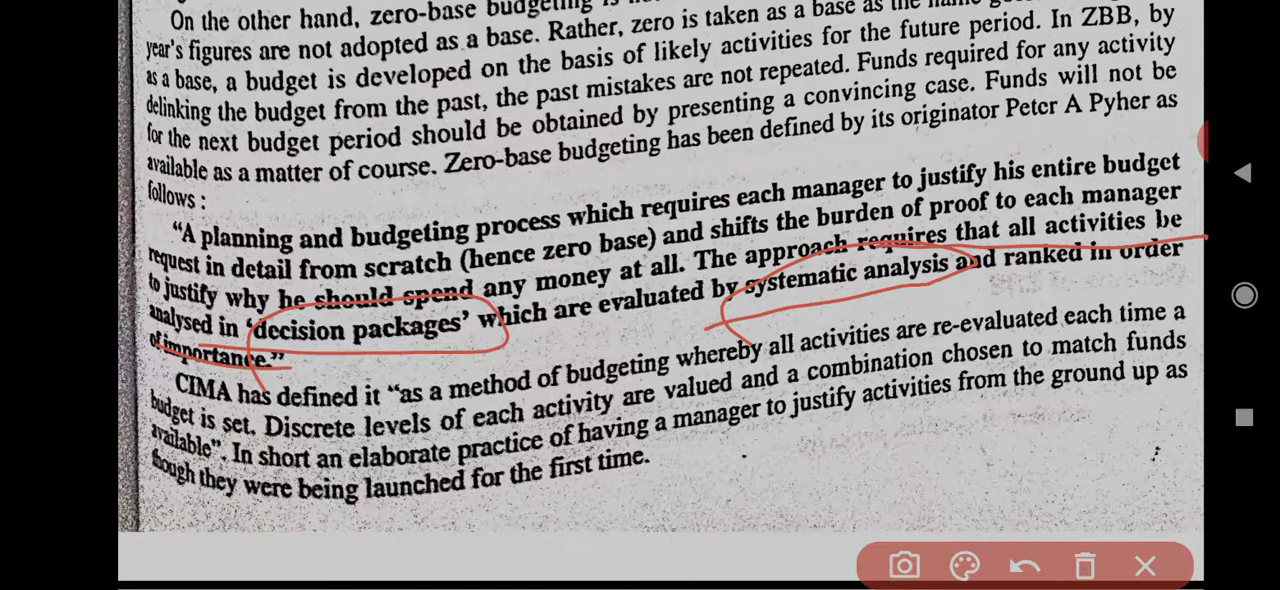 On the other hand, zero-base budgeting is
year's figures are not adopted as a base. Rather, zero is taken as a base as the name
as a base, a budget is developed on the basis of likely activities for the future period. In ZBB, by
delinking the budget from the past, the past mistakes are not repeated. Funds required for any activity
for the next budget period should be obtained by presenting a convincing case. Funds will not be
available as a matter of course. Zero-base budgeting has been defined by its originator Peter A Pyher as
follows :
“A planning and budgeting process which requires each manager to justify his entire budget
request in detail from scratch (hence zero base) and shifts the burden of proof to each manager
to justify why he should spend any money at all. The approach requires that all activities be
analysed in ‘decision packages’ which are evaluated by systematic analysis and ranked in order
of importance.”
CIMA has defined it “as a method of budgeting whereby all activities are re-evaluated each time a
budget is set. Discrete levels of each activity are valued and a combination chosen to match funds
available”. In short an elaborate practice of having a manager to justify activities from the ground up as
though they were being launched for the first time.